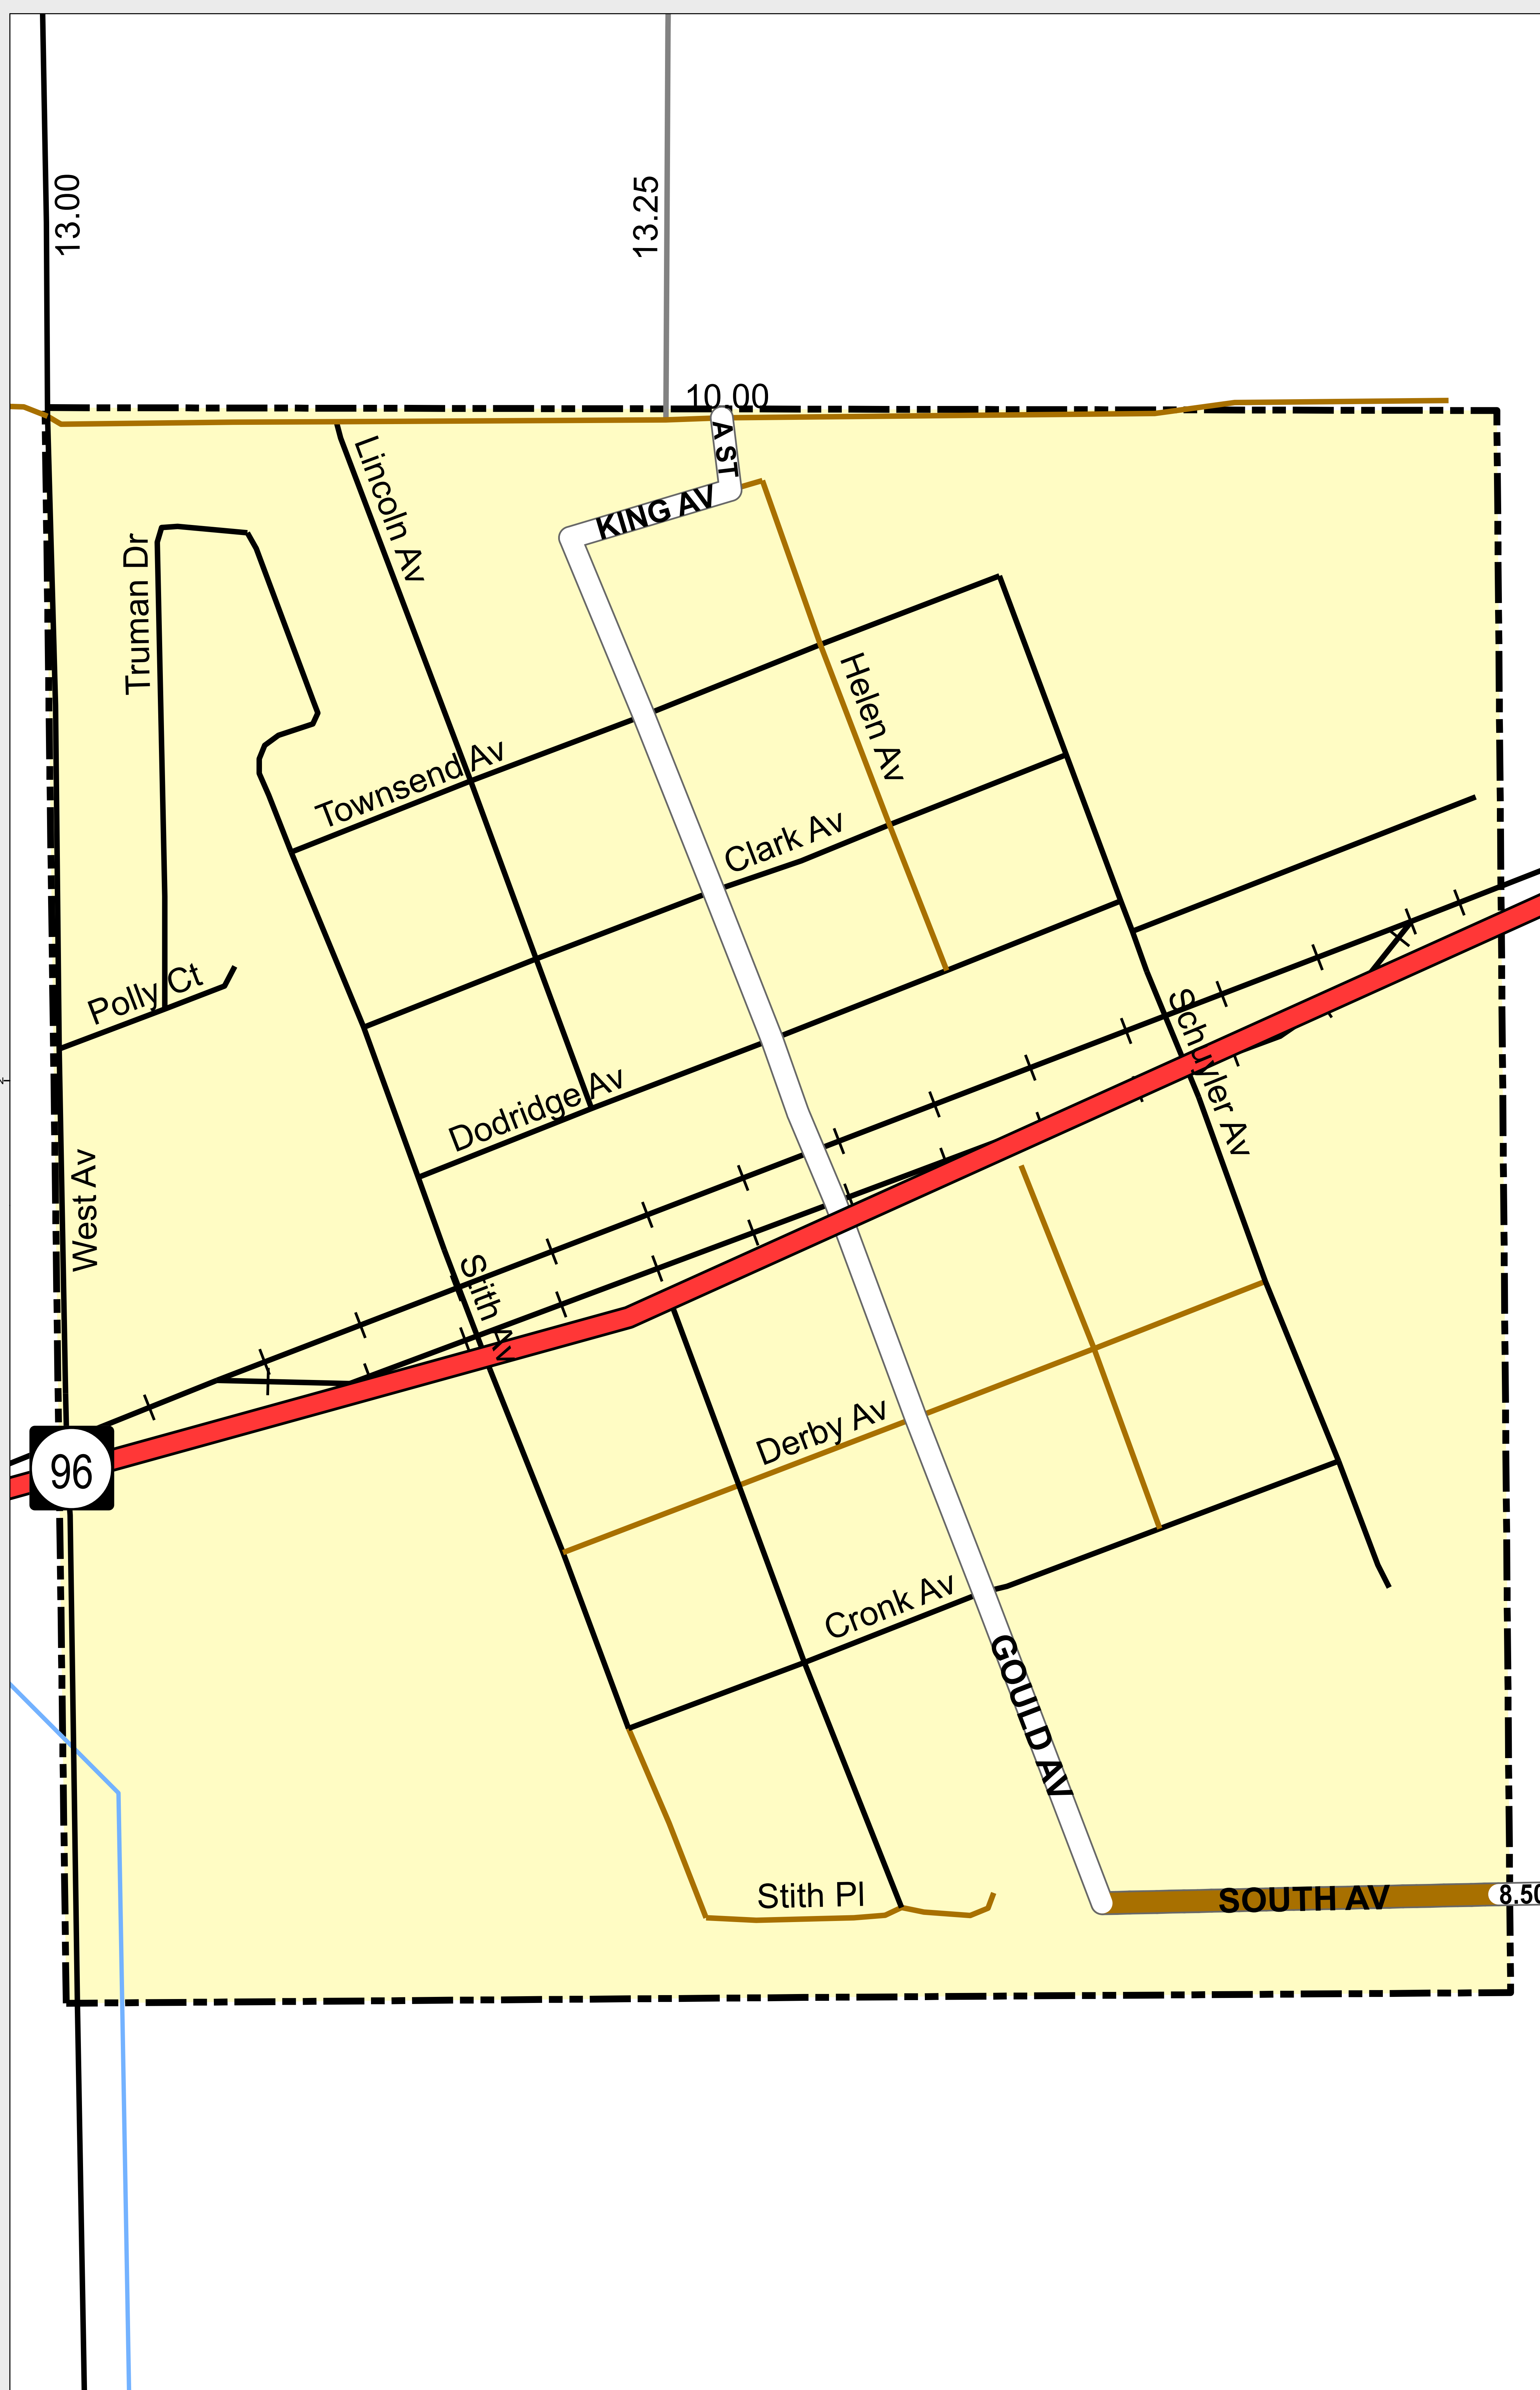 13.00
13.25
10.00
A ST
KING AV
Lincoln Av
Truman Dr
Helen Av
Townsend Av
Clark Av
Polly Ct
Schuyler Av
Dodridge Av
West Av
Stith Av
Derby Av
96
Cronk Av
GOULD AV
Stith Pl
SOUTH AV
8.50